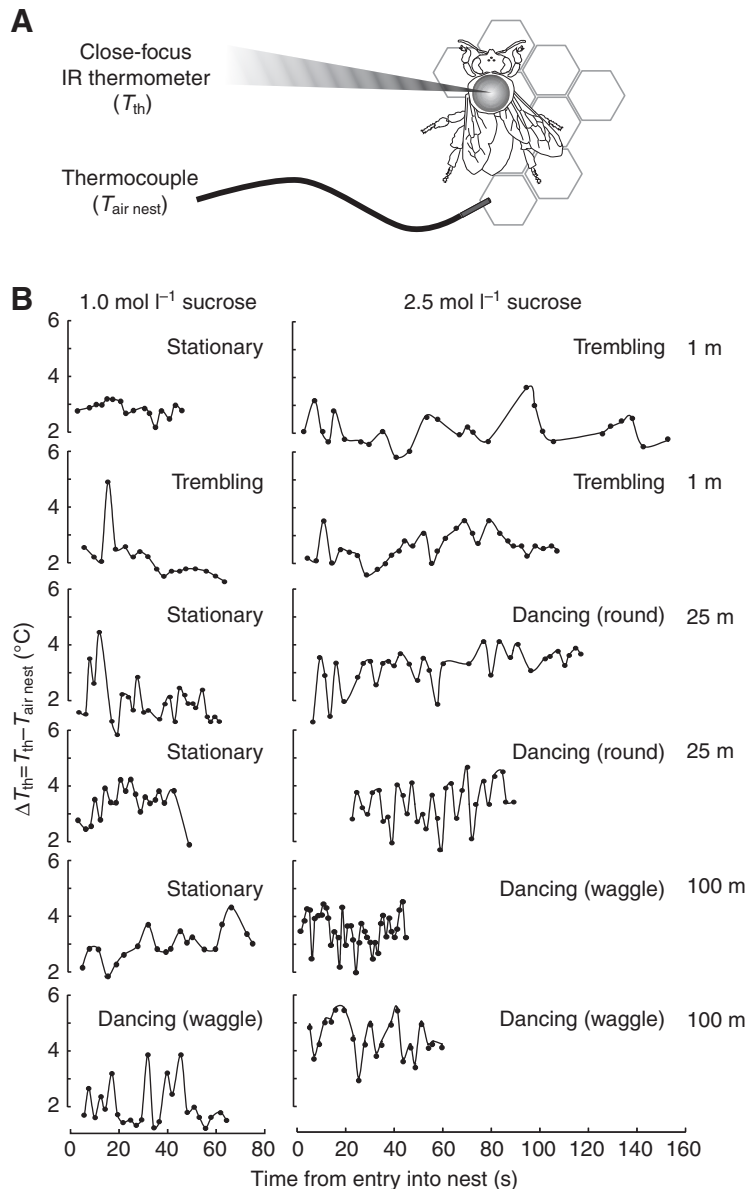 A
Close-focus
IR thermometer
(Tth)
Thermocouple
(Tair nest)
B
1.0 mol l–1 sucrose
2.5 mol l–1 sucrose
6
4
2
Stationary
Trembling
1 m
6
4
2
Trembling
Trembling
1 m
6
4
2
Stationary
Dancing (round)
25 m
6
4
2
Stationary
Dancing (round)
25 m
6
4
2
Stationary
Dancing (waggle)
100 m
6
4
2
Dancing (waggle)
Dancing (waggle)
100 m
ΔTth=Tth–Tair nest (°C)
0 20 40 60 80
0 20 40 60 80 100 120 140 160
Time from entry into nest (s)